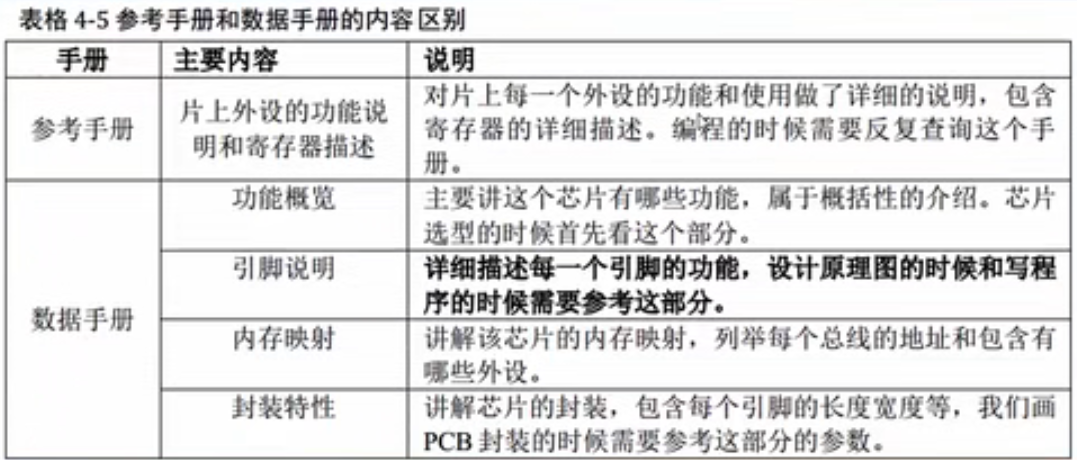 表格 4-5 参考手册和数据手册的内容区别
手册 主要内容 说明
参考手册
片上外设的功能说
明和寄存器描述
对片上每一个外设的功能和使用做了详细的说明，包含
寄存器的详细描述。编程的时候需要反复查询这个手
册。
数据手册
功能概览
主要讲这个芯片有哪些功能，属于概括性的介绍。芯片
选型的时候首先看这个部分。
引脚说明
详细描述每一个引脚的功能，设计原理图的时候和写程
序的时候需要参考这部分。
内存映射
讲解该芯片的内存映射，列举每个总线的地址和包含有
哪些外设。
封装特性
讲解芯片的封装，包含每个引脚的长度宽度等，我们画
PCB 封装的时候需要参考这部分的参数。